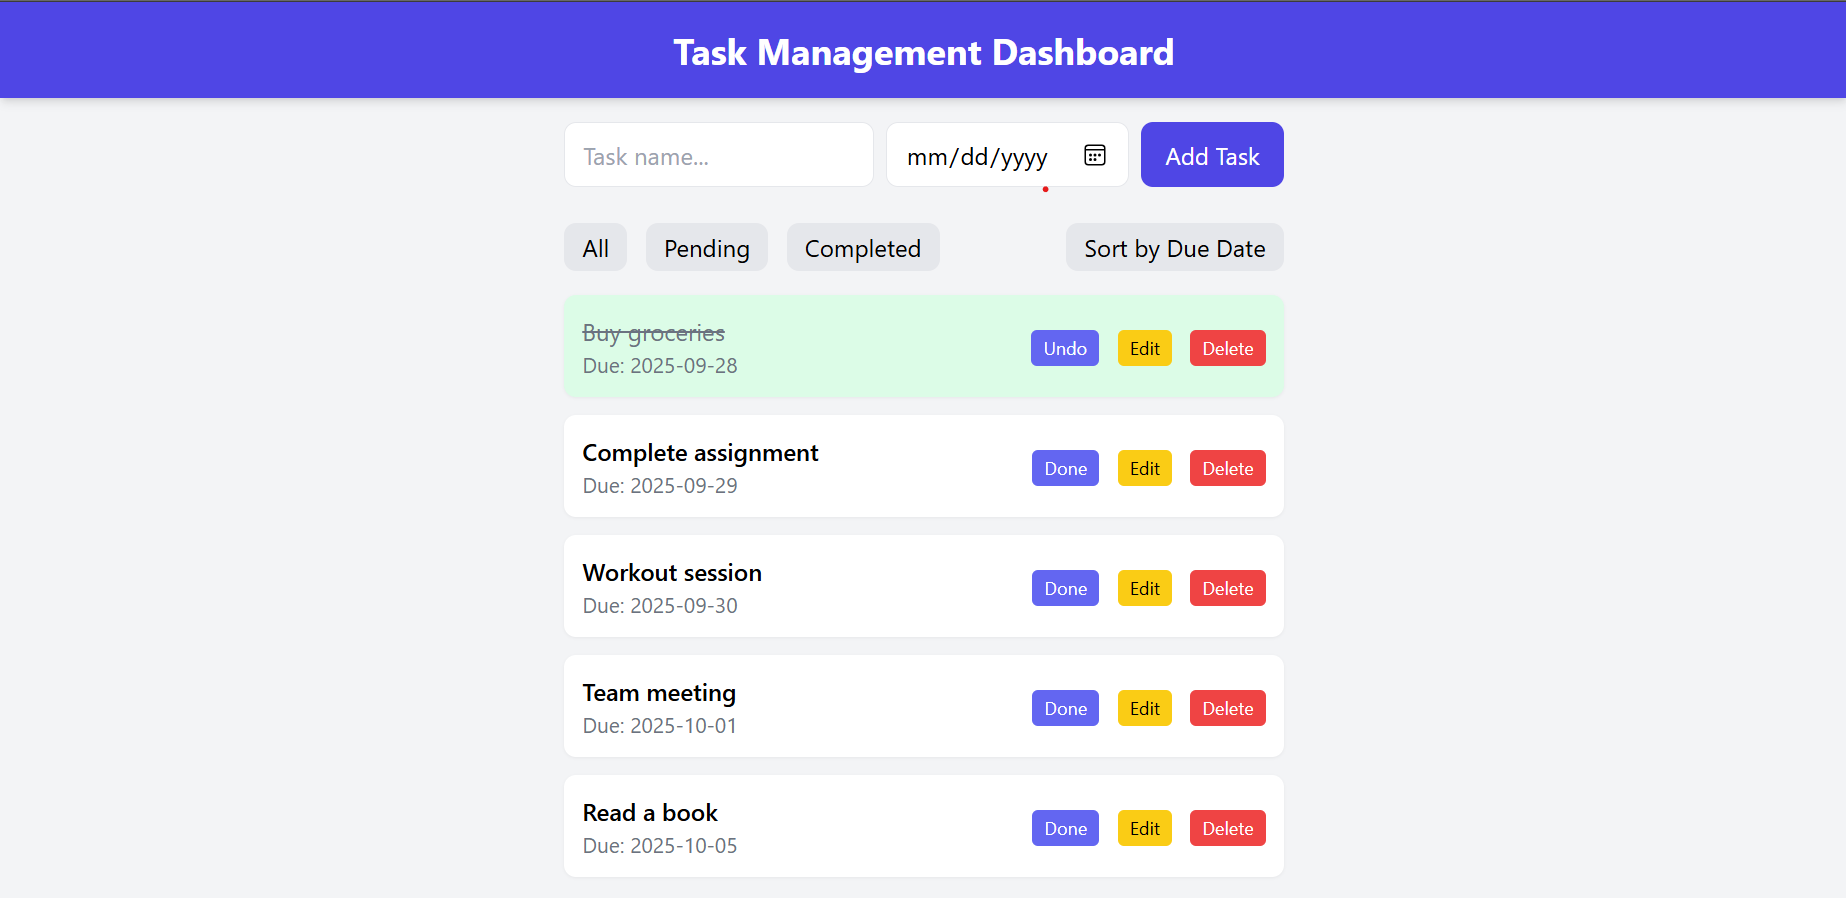 Task Management Dashboard
Task name... mm/dd/yyyy Add Task
All Pending Completed Sort by Due Date
Buy groceries
Due: 2025-09-28
Undo Edit Delete
Complete assignment
Due: 2025-09-29
Done Edit Delete
Workout session
Due: 2025-09-30
Done Edit Delete
Team meeting
Due: 2025-10-01
Done Edit Delete
Read a book
Due: 2025-10-05
Done Edit Delete